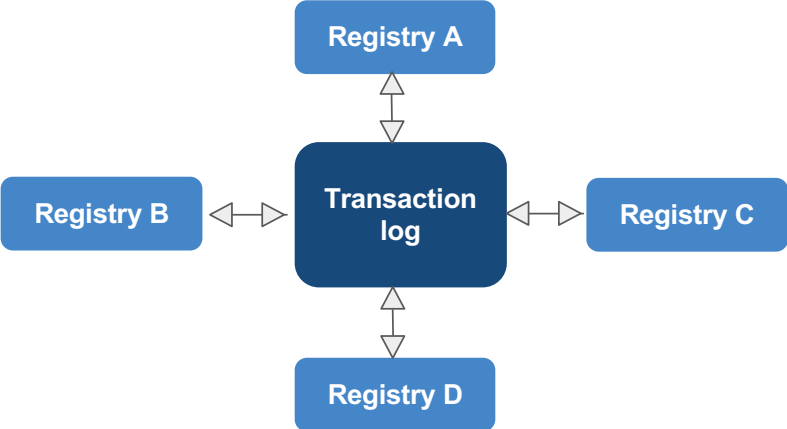 Registry A
Registry B
Transaction
log
Registry C
Registry D